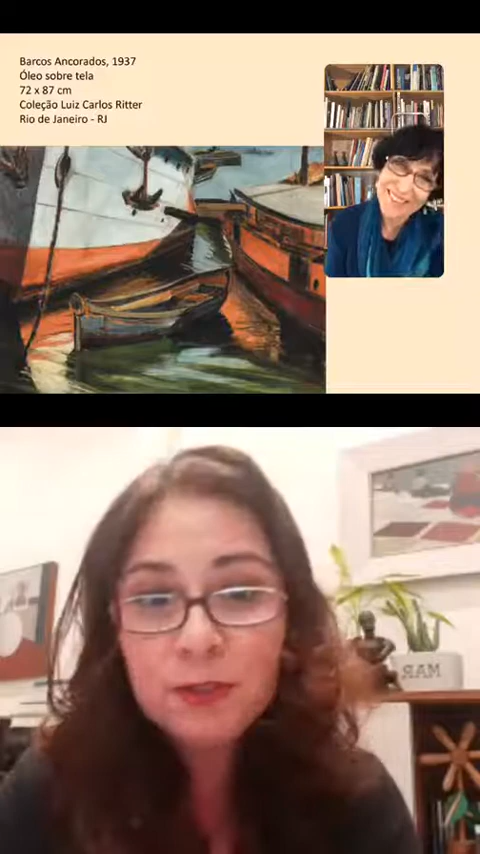 Barcos Ancorados, 1937
Óleo sobre tela
72 x 87 cm
Coleção Luiz Carlos Ritter
Rio de Janeiro - RJ
MAR